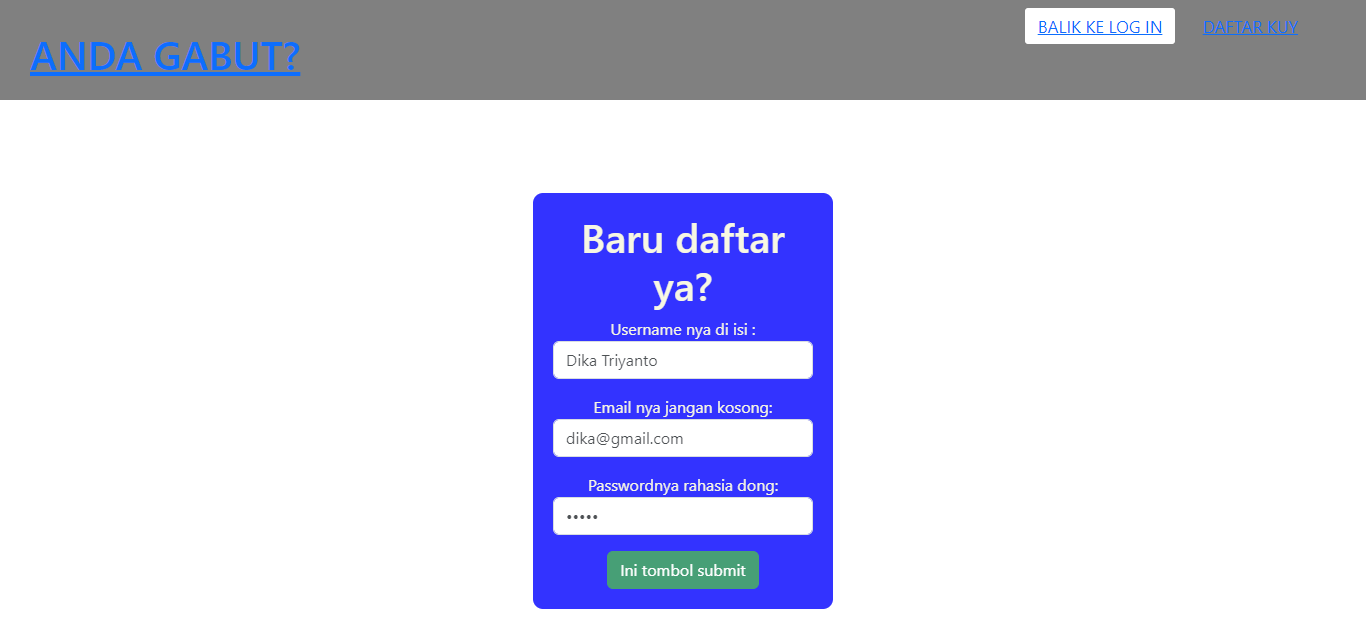 ANDA GABUT?
BALIK KE LOG IN
DAFTAR KUY
Baru daftar
ya?
Username nya di isi :
Dika Triyanto
Email nya jangan kosong:
dika@gmail.com
Passwordnya rahasia dong:
•••••
Ini tombol submit